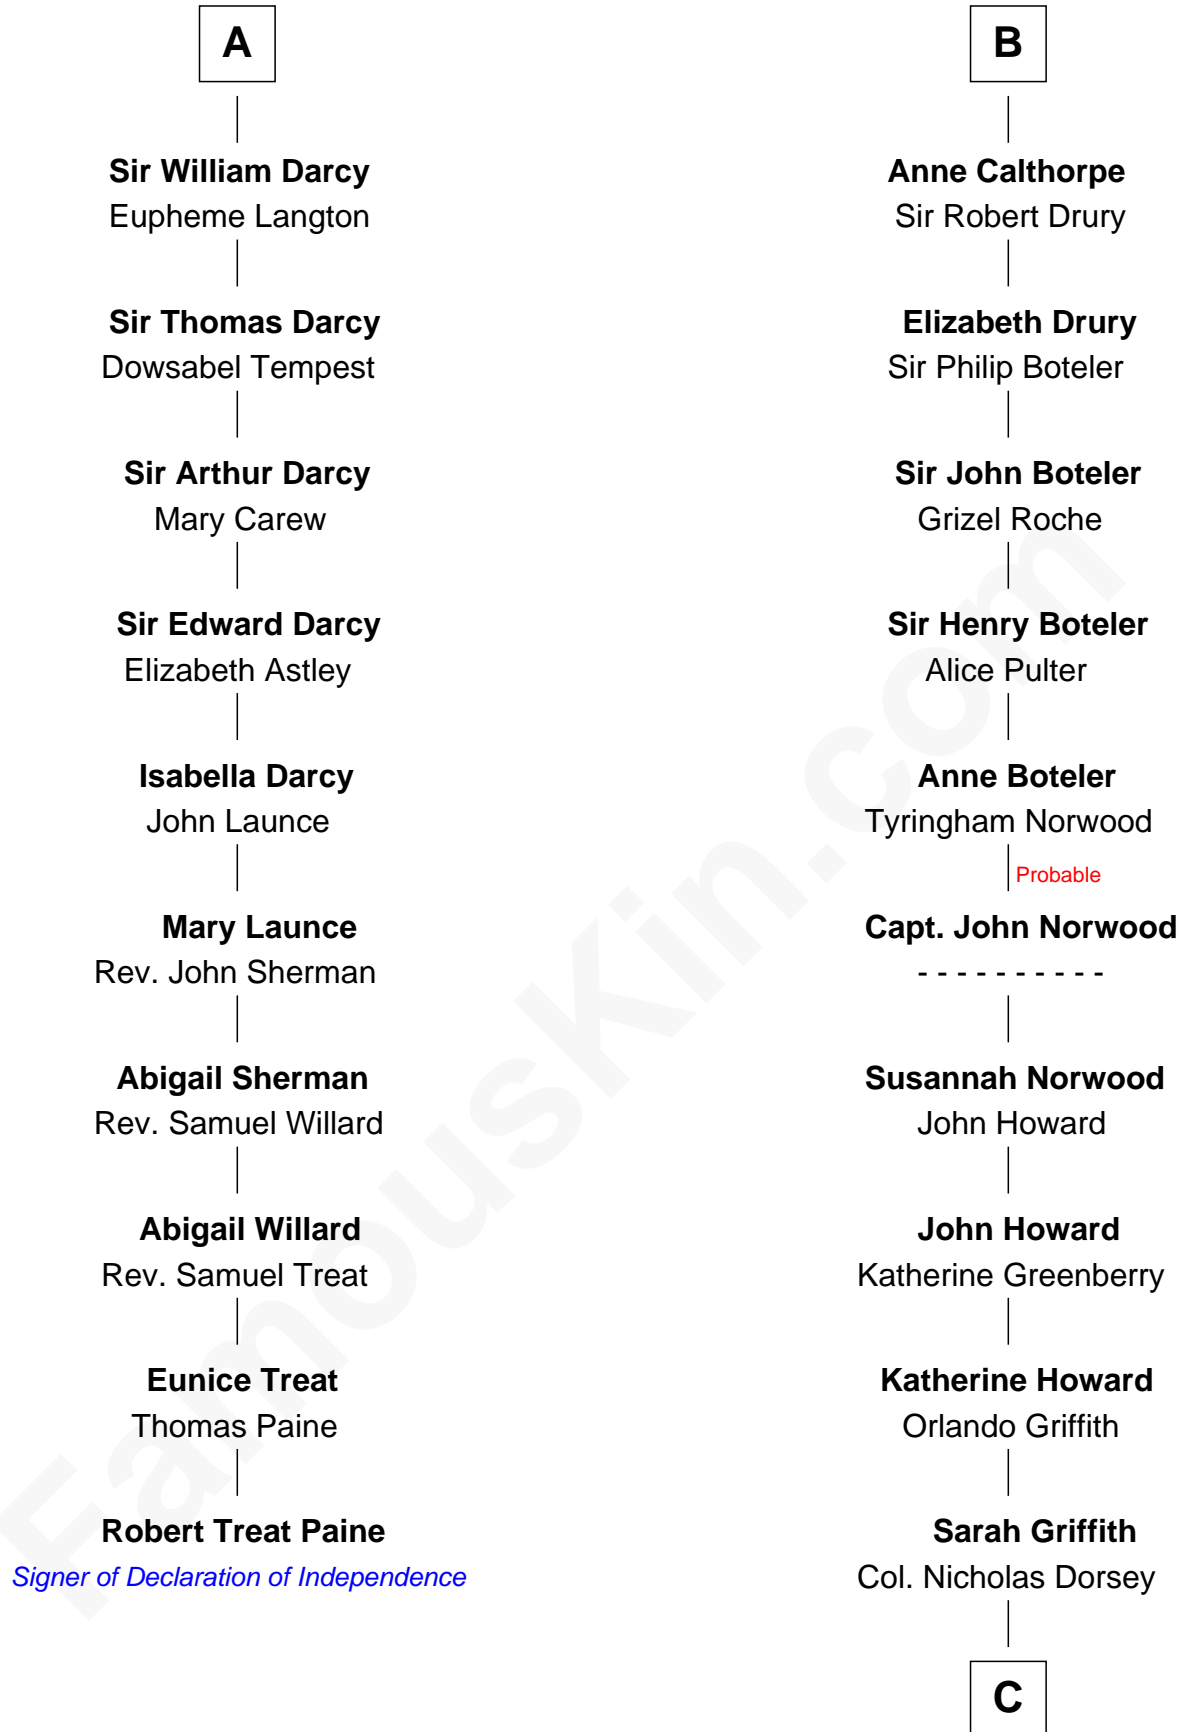 A
Sir William Darcy
Eupheme Langton
Sir Thomas Darcy
Dowsabel Tempest
Sir Arthur Darcy
Mary Carew
Sir Edward Darcy
Elizabeth Astley
Isabella Darcy
John Launce
Mary Launce
Rev. John Sherman
Abigail Sherman
Rev. Samuel Willard
Abigail Willard
Rev. Samuel Treat
Eunice Treat
Thomas Paine
Robert Treat Paine
Signer of Declaration of Independence
B
Anne Calthorpe
Sir Robert Drury
Elizabeth Drury
Sir Philip Boteler
Sir John Boteler
Grizel Roche
Sir Henry Boteler
Alice Pulter
Anne Boteler
Tyringham Norwood
Probable
Capt. John Norwood
- - - - - - - - - -
Susannah Norwood
John Howard
John Howard
Katherine Greenberry
Katherine Howard
Orlando Griffith
Sarah Griffith
Col. Nicholas Dorsey
C
FamousKin.com